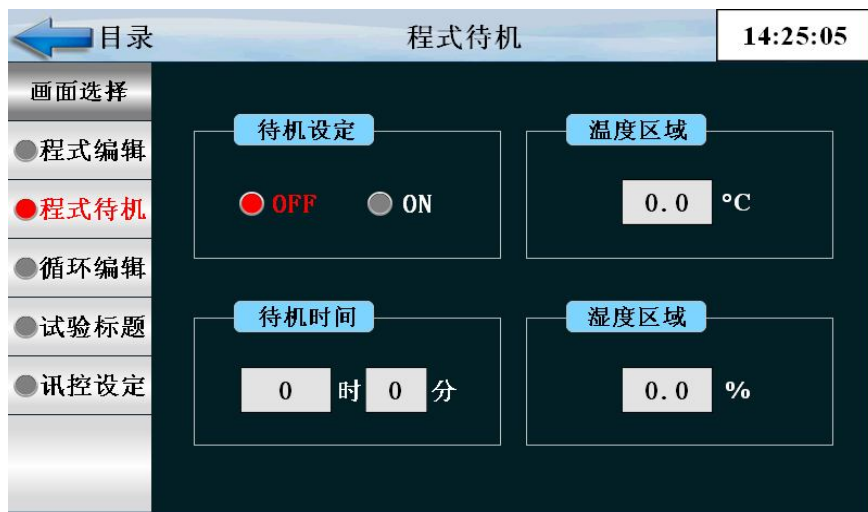 目录
程式待机
14:25:05
画面选择
程式编辑
程式待机
循环编辑
试验标题
讯控设定
待机设定
OFF
ON
温度区域
0.0 °C
待机时间
0 时 0 分
湿度区域
0.0 %